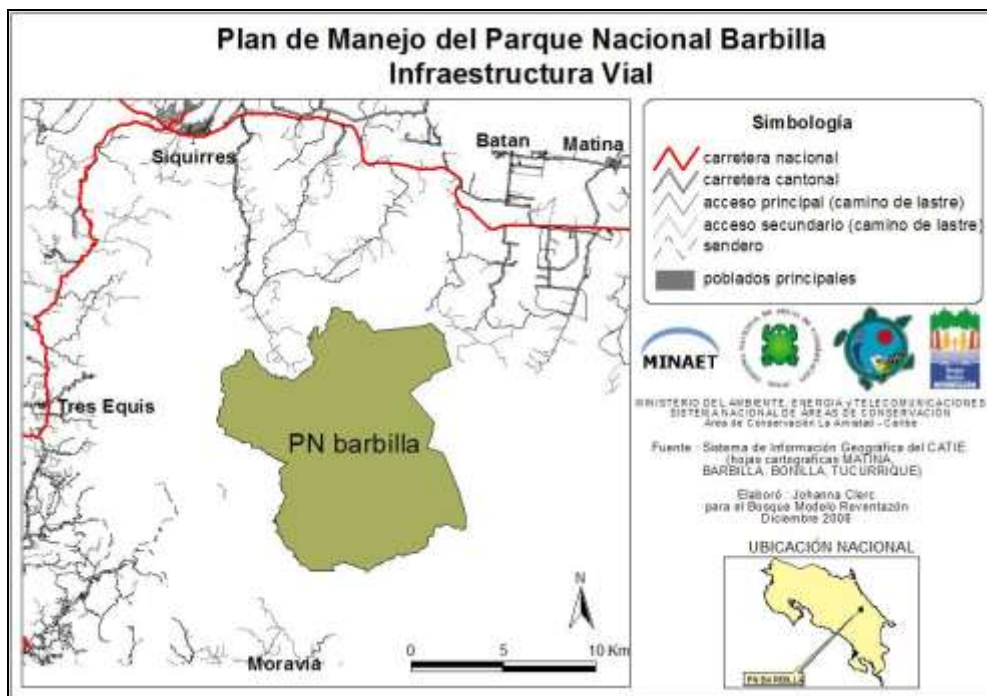 Plan de Manejo del Parque Nacional Barbilla
Infraestructura Vial
Siquirres
Batan
Matina
Tres Equis
PN barbilla
Moravia
N
0 5 10 Km
Simbología
carretera nacional
carretera cantonal
acceso principal (camino de lastre)
acceso secundario (camino de lastre)
sendero
poblados principales
MINAET
MINISTERIO DEL AMBIENTE, ENERGIA y TELECOMUNICACIONES
SISTEMA NACIONAL DE AREAS DE CONSERVACIÓN
Area de Conservación La Amistad - Caribe
Fuente : Sistema de Información Geográfica del CATIE
(hojas cartograficas MATINA,
BARBILLA, BONILLA, TUCURRIQUE)
Elaboró : Johanna Clerc
para el Bosque Modelo Reventazón
Diciembre 2008
UBICACIÓN NACIONAL
PN BARBILLA